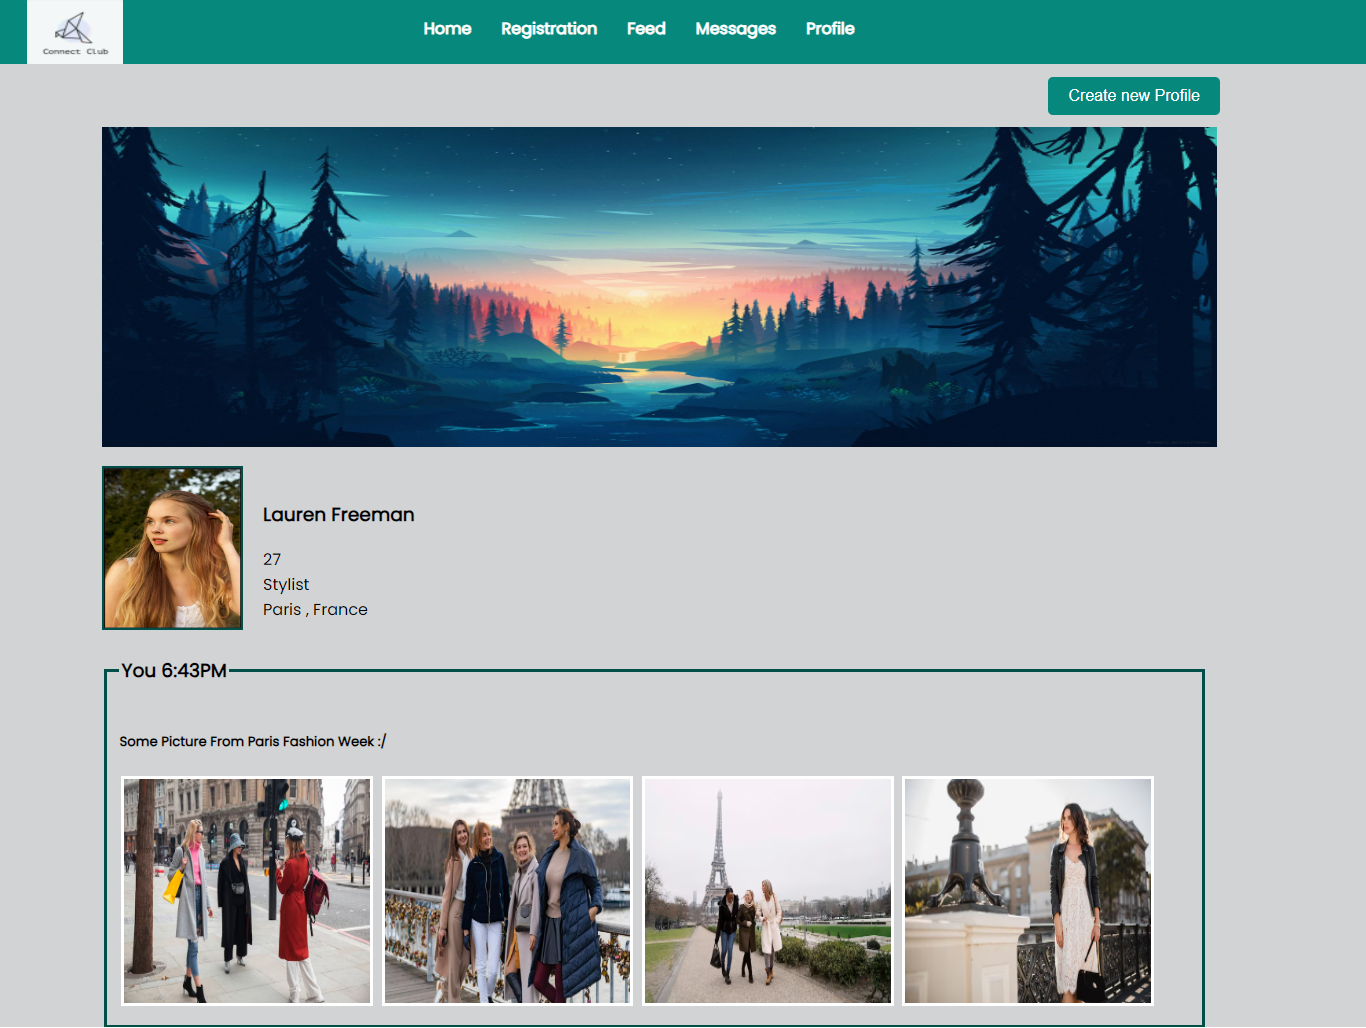 Connect Club
Home Registration Feed Messages Profile
Create new Profile
Lauren Freeman
27
Stylist
Paris , France
You 6:43PM
Some Picture From Paris Fashion Week :/